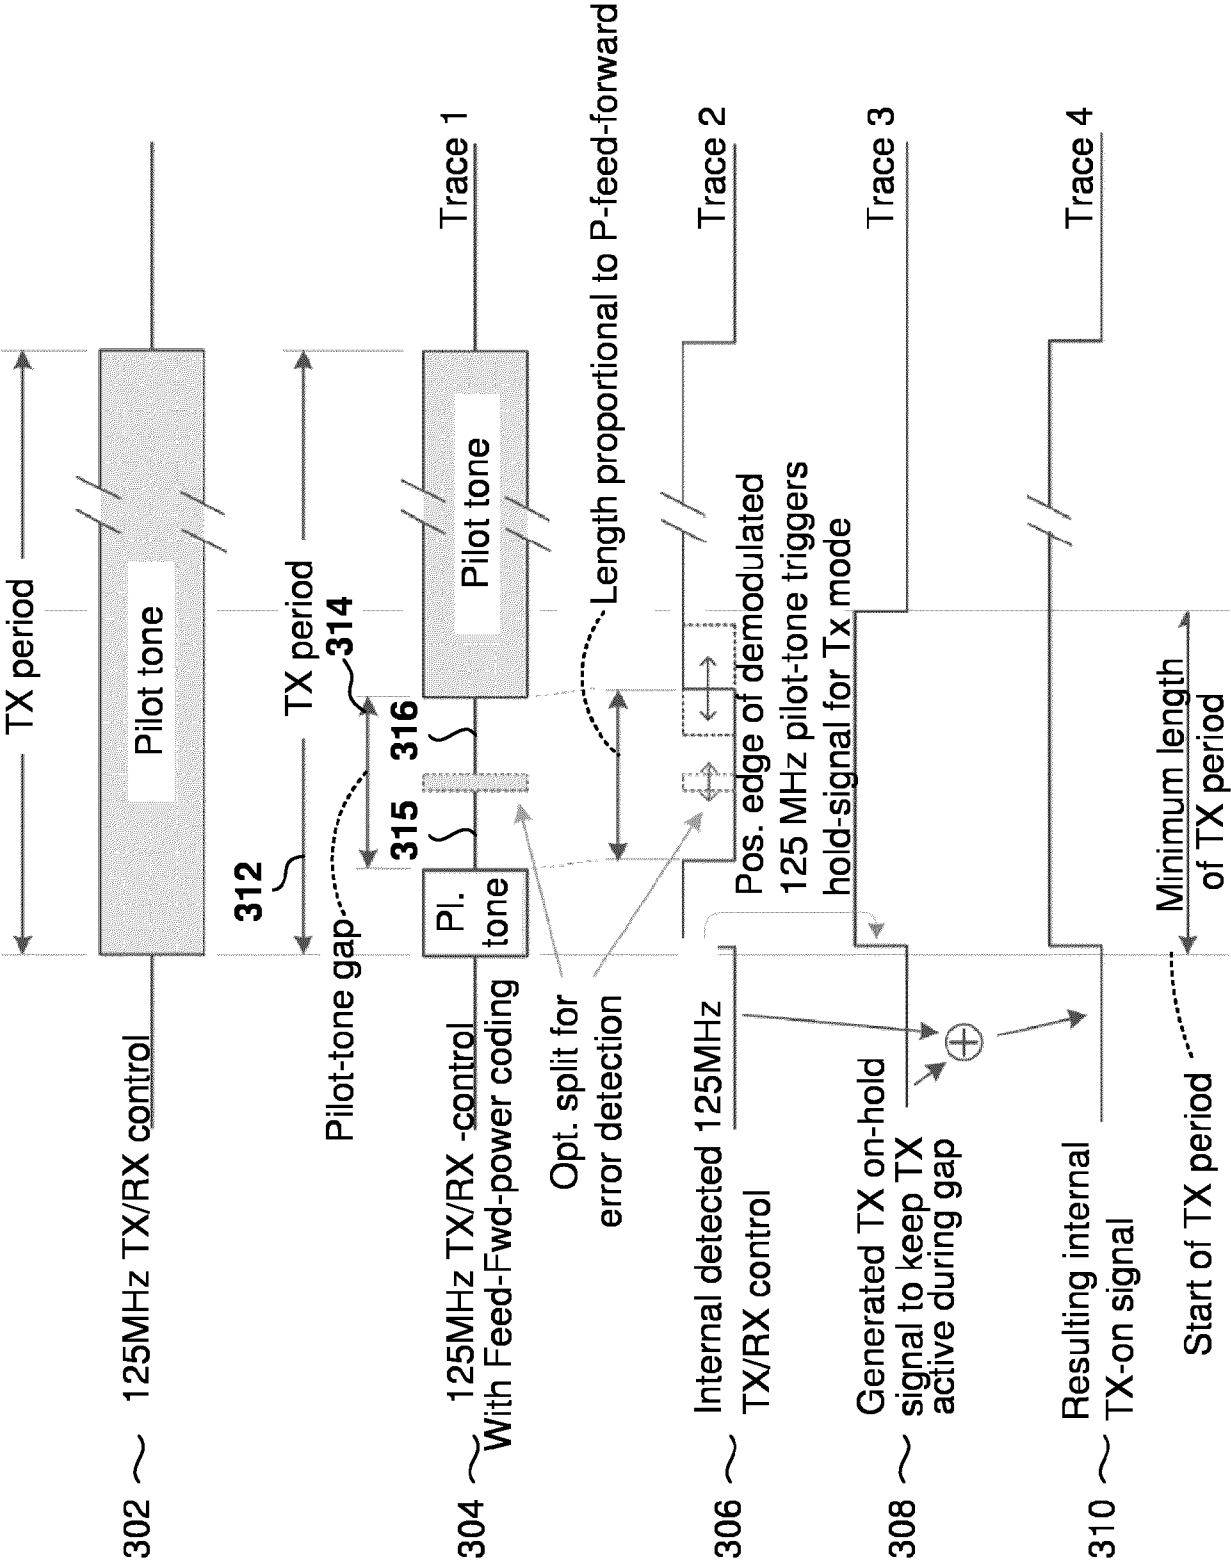 TX period
302
125MHz TX/RX control
Pilot tone
TX period
312
314
Pilot-tone gap
304
125MHz TX/RX -control
With Feed-Fwd-power coding
Pl.
tone
315
316
Pilot tone
Trace 1
Opt. split for
error detection
Length proportional to P-feed-forward
306
Internal detected 125MHz
TX/RX control
Trace 2
Pos. edge of demodulated
125 MHz pilot-tone triggers
hold-signal for Tx mode
308
Generated TX on-hold
signal to keep TX
active during gap
Trace 3
310
Resulting internal
TX-on signal
Trace 4
Minimum length
of TX period
Start of TX period